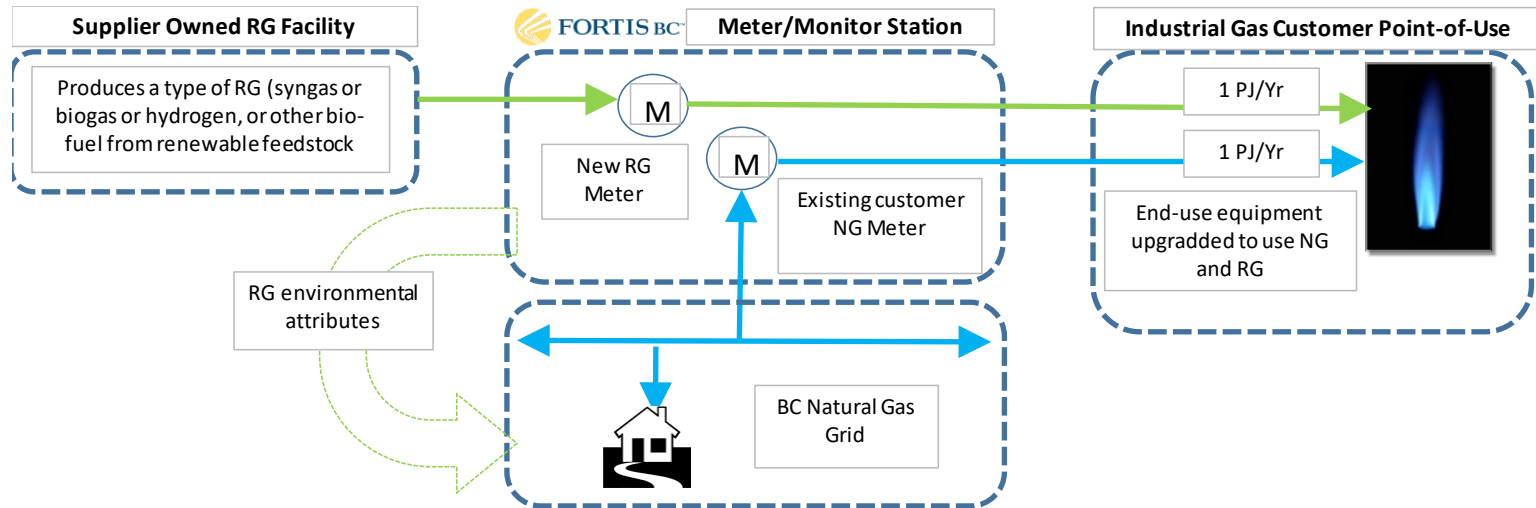 Supplier Owned RG Facility
FORTIS BC™
Meter/Monitor Station
Industrial Gas Customer Point-of-Use
Produces a type of RG (syngas or
biogas or hydrogen, or other bio-
fuel from renewable feedstock
M
New RG
Meter
M
Existing customer
NG Meter
1 PJ/Yr
1 PJ/Yr
End-use equipment
upgradded to use NG
and RG
RG environmental
attributes
BC Natural Gas
Grid